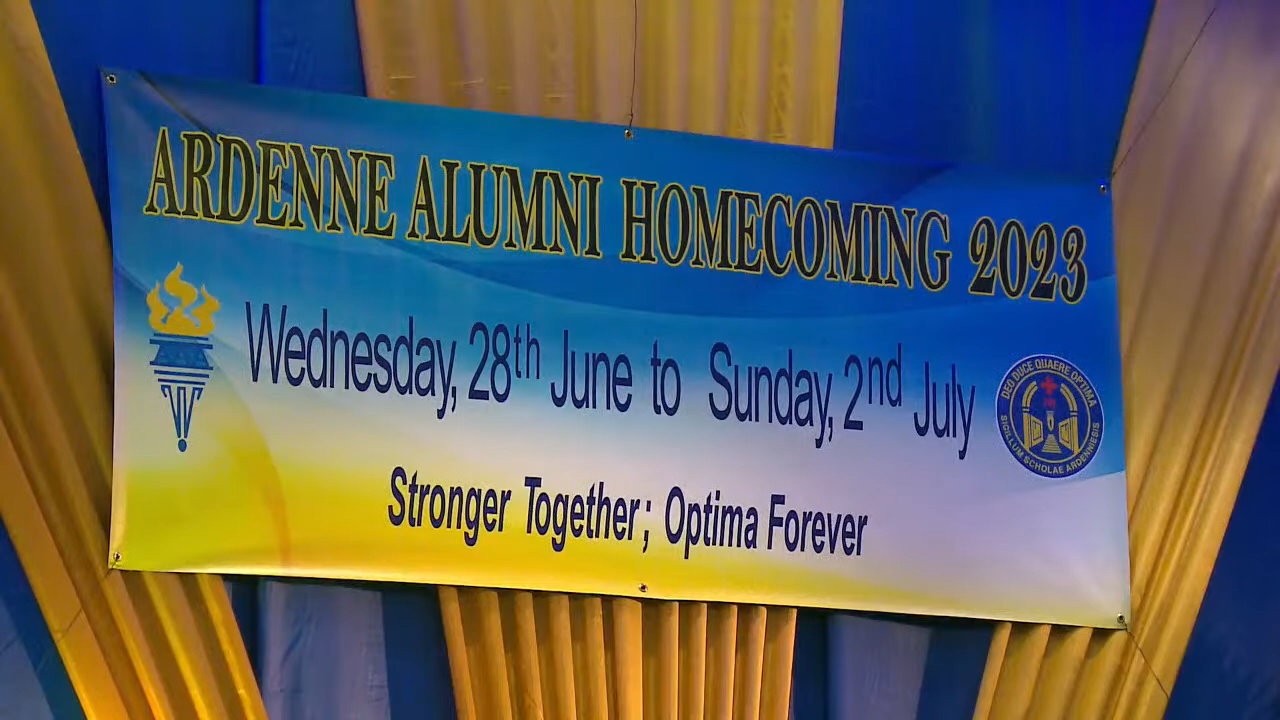 ARDENNE ALUMNI HOMECOMING 2023
Wednesday, 28th June to Sunday, 2nd July
DEO DUCE QUAERE OPTIMA
SIGILLUM SCHOLAE ARDENNENSIS
Stronger Together; Optima Forever